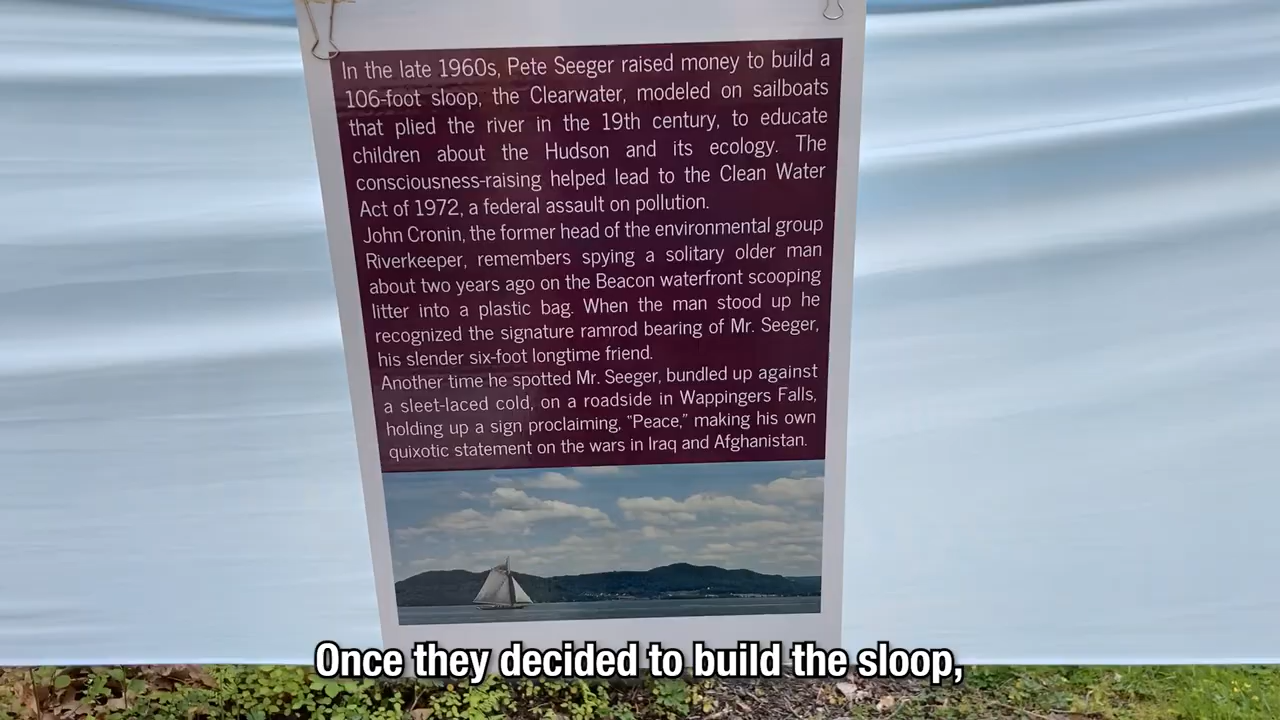 In the late 1960s, Pete Seeger raised money to build a
106-foot sloop, the Clearwater, modeled on sailboats
that plied the river in the 19th century, to educate
children about the Hudson and its ecology. The
consciousness-raising helped lead to the Clean Water
Act of 1972, a federal assault on pollution.
John Cronin, the former head of the environmental group
Riverkeeper, remembers spying a solitary older man
about two years ago on the Beacon waterfront scooping
litter into a plastic bag. When the man stood up he
recognized the signature ramrod bearing of Mr. Seeger,
his slender six-foot longtime friend.
Another time he spotted Mr. Seeger, bundled up against
a sleet-laced cold, on a roadside in Wappingers Falls,
holding up a sign proclaiming, "Peace," making his own
quixotic statement on the wars in Iraq and Afghanistan.
Once they decided to build the sloop,